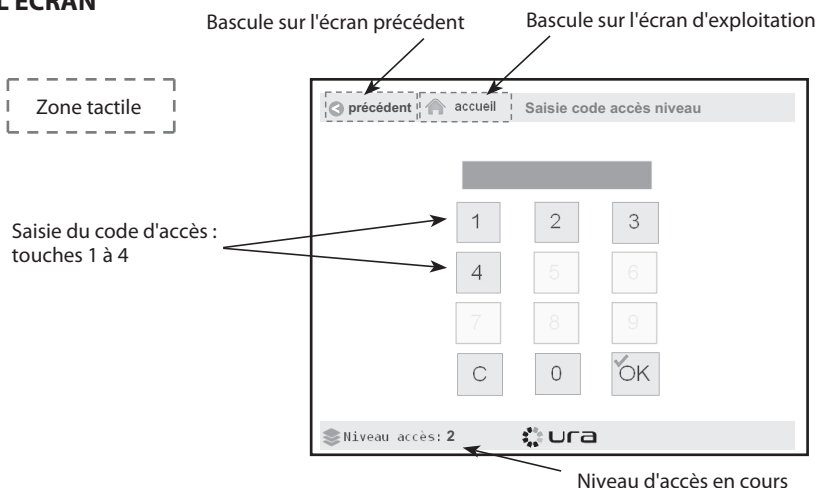 L'ÉCRAN
Bascule sur l'écran précédent
Bascule sur l'écran d'exploitation
Zone tactile
précédent accueil Saisie code accès niveau
Saisie du code d'accès :
touches 1 à 4
1 2 3
4 5 6
7 8 9
C 0 OK
Niveau accès: 2 ura
Niveau d'accès en cours